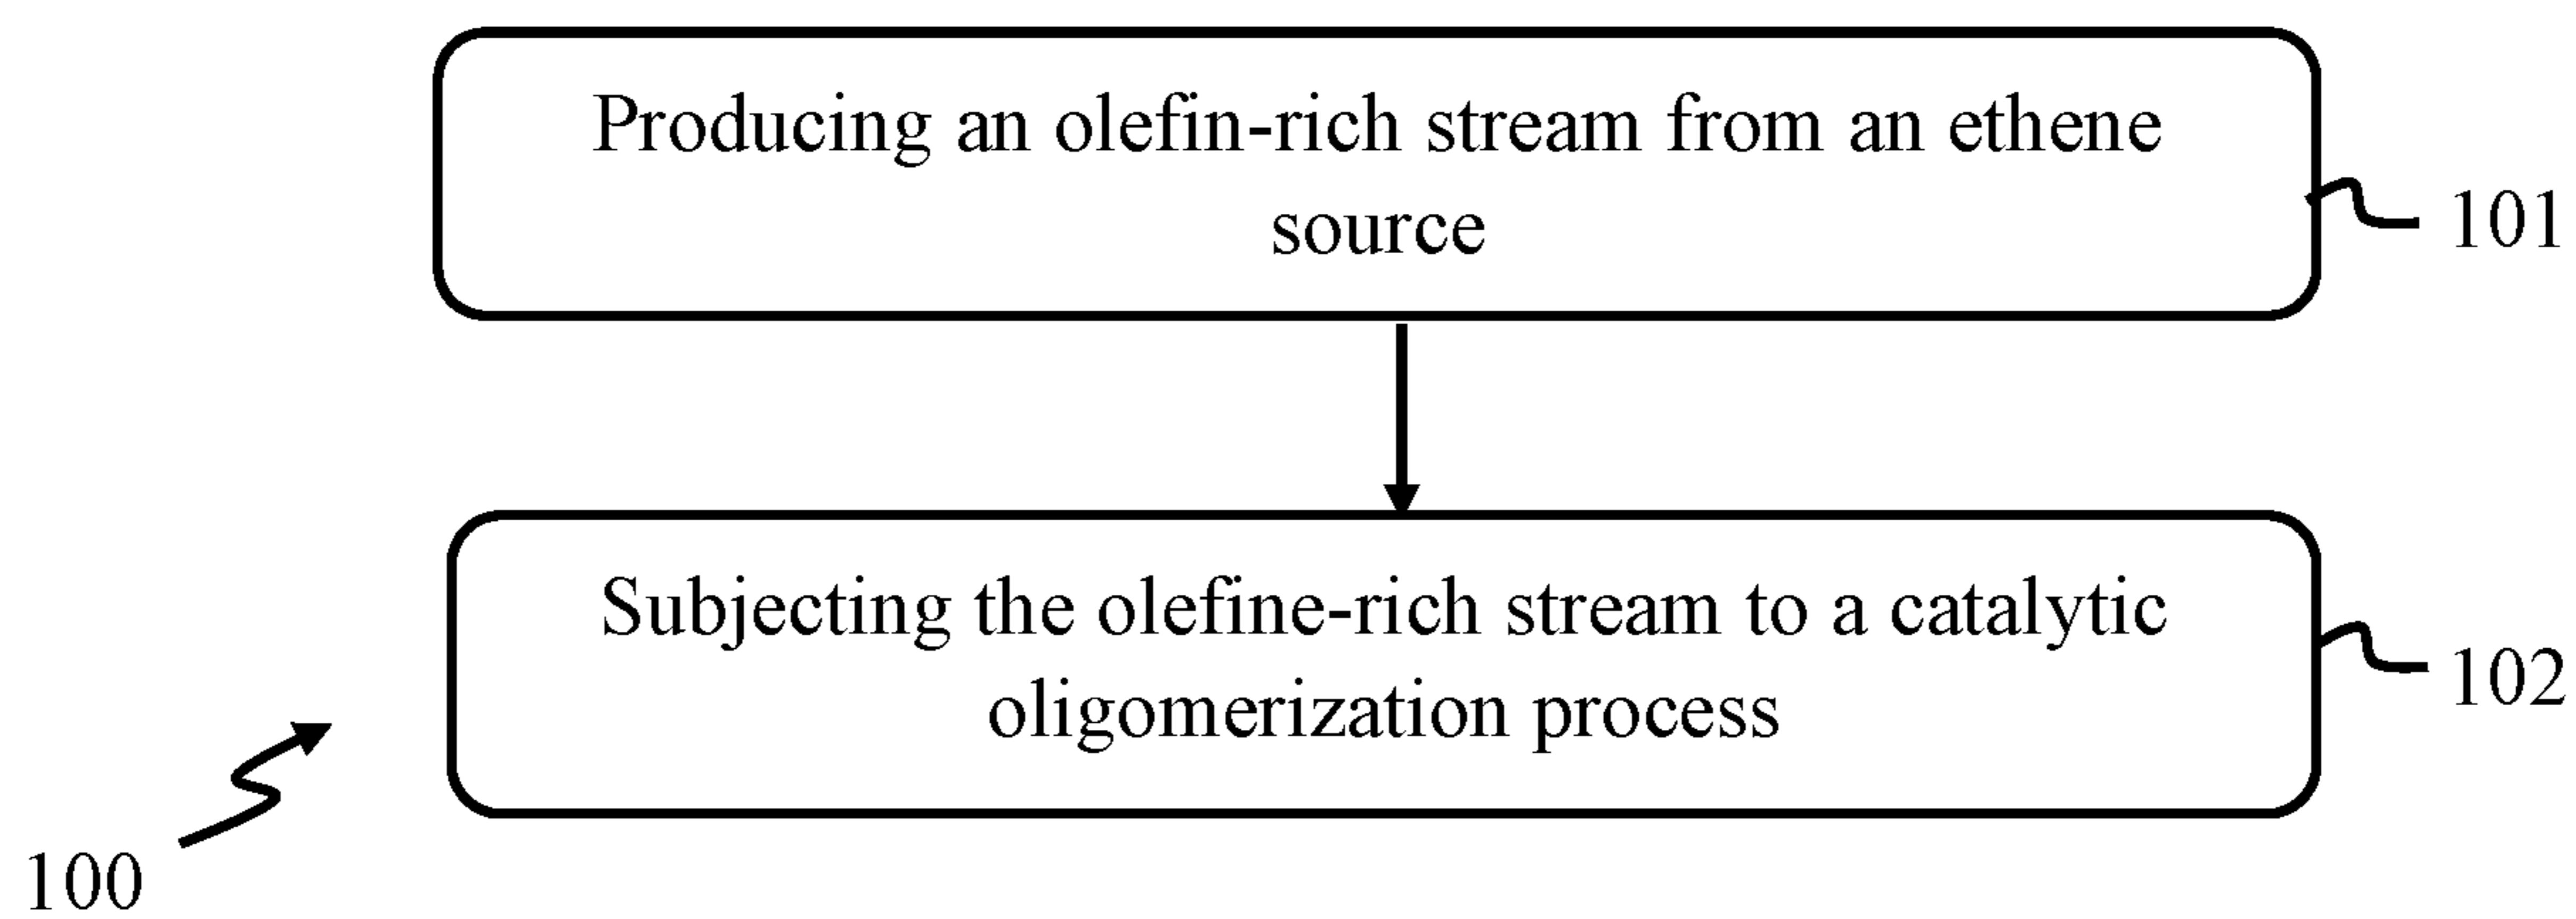 Producing an olefin-rich stream from an ethene
source
101
Subjecting the olefine-rich stream to a catalytic
oligomerization process
102
100